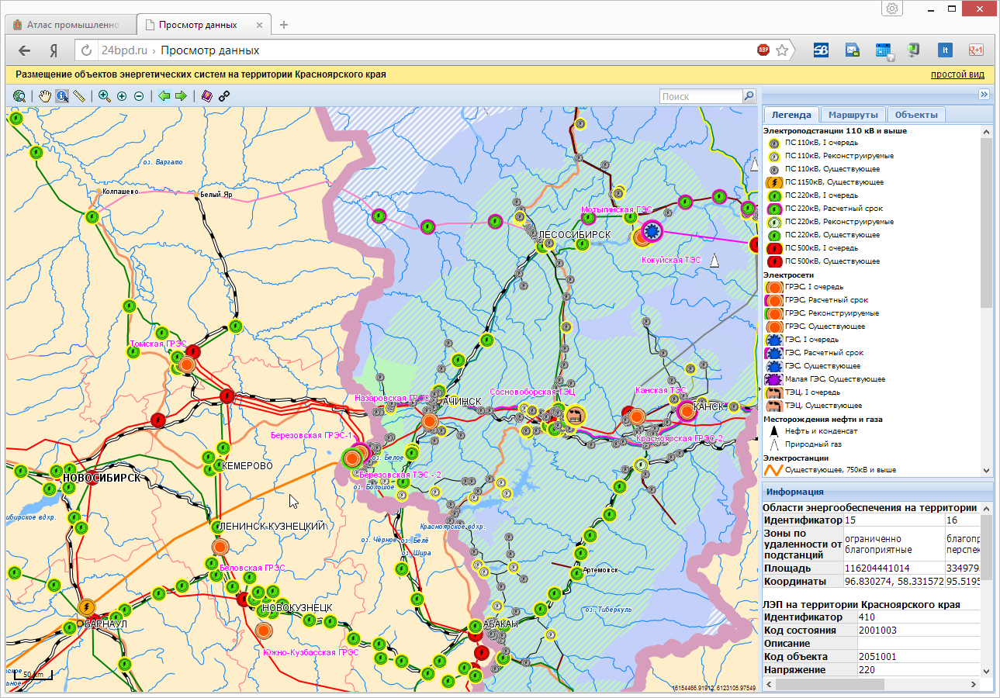 Атлас промышленно
Просмотр данных
Я
24bpd.ru › Просмотр данных
ABP
SB
it
g+1
Размещение объектов энергетических систем на территории Красноярского края
простой вид
Поиск
Легенда
Маршруты
Объекты
Электроподстанции 110 кВ и выше
ПС 110кВ, I очередь
ПС 110кВ, Реконструируемые
ПС 110кВ, Существующее
ПС 1150кВ, Существующее
ПС 220кВ, I очередь
ПС 220кВ, Расчетный срок
ПС 220кВ, Реконструируемые
ПС 220кВ, Существующие
ПС 500кВ, I очередь
ПС 500кВ, Существующее
Электросети
ГРЭС, I очередь
ГРЭС, Расчетный срок
ГРЭС, Реконструируемые
ГРЭС, Существующее
ГЭС, I очередь
ГЭС, Расчетный срок
ГЭС, Существующее
Малая ГЭС, Существующее
ТЭЦ, I очередь
ТЭЦ, Существующее
Месторождения нефти и газа
Нефть и конденсат
Природный газ
Электростанции
Существующее, 750кВ и выше
Информация
Области энергообеспечения на территории
Идентификатор 15 16
Зоны по удаленности от подстанций ограниченно благоприятные благопр перспек
Площадь 116204441014 334979
Координаты 96.830274, 58.331572 95.5195
ЛЭП на территории Красноярского края
Идентификатор 410
Код состояния 2001003
Описание
Код объекта 2051001
Напряжение 220
оз. Варгато
Колпашево
Белый Яр
Мотыгинская ГЭС
ЛЕСОСИБИРСК
Кокуйская ТЭС
Томская ГРЭС
Назаровская ГРЭС
АЧИНСК
Сосновоборская ТЭЦ
Канская ТЭС
КАНСК
Березовская ГРЭС-1
Красноярская ГРЭС-2
оз. Белое
КЕМЕРОВО
НОВОСИБИРСК
Березовская ТЭС - 2
оз. Большое
ибирское вдхр.
ЛЕНИНСК-КУЗНЕЦКИЙ
Красноярское вдхр.
оз. Чёрное
оз. Белё
оз. Шира
Беловская ГРЭС
Артемовск
НОВОКУЗНЕЦК
оз. Тиберкуль
БАРНАУЛ
АБАКАН
Южно-Кузбасская ГРЭС
50 km
16154466.91912, 6123105.97549